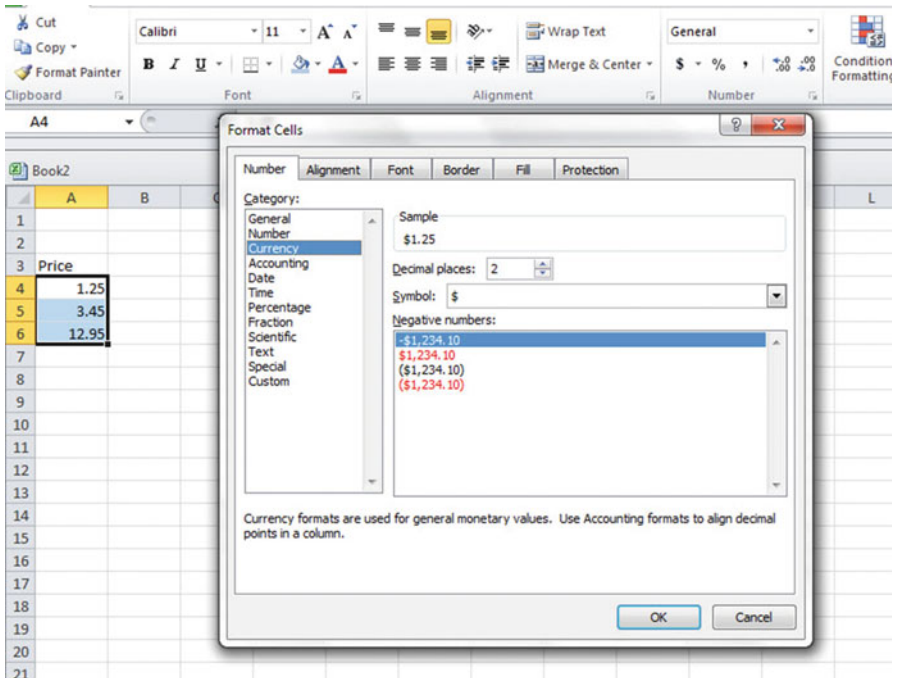 Cut
Copy
Format Painter
Clipboard
Calibri
11
A A
B I U
A
Font
Wrap Text
Merge & Center
Alignment
General
$ % , .0 .00 .00 .0
Number
Condition
Formatting
A4
Book2
A B C L
1
2
3 Price
4 1.25
5 3.45
6 12.95
7
8
9
10
11
12
13
14
15
16
17
18
19
20
21
Format Cells
Number Alignment Font Border Fill Protection
Category:
General
Number
Currency
Accounting
Date
Time
Percentage
Fraction
Scientific
Text
Special
Custom
Sample
$1.25
Decimal places: 2
Symbol: $
Negative numbers:
-$1,234.10
$1,234.10
($1,234.10)
($1,234.10)
Currency formats are used for general monetary values. Use Accounting formats to align decimal
points in a column.
OK Cancel